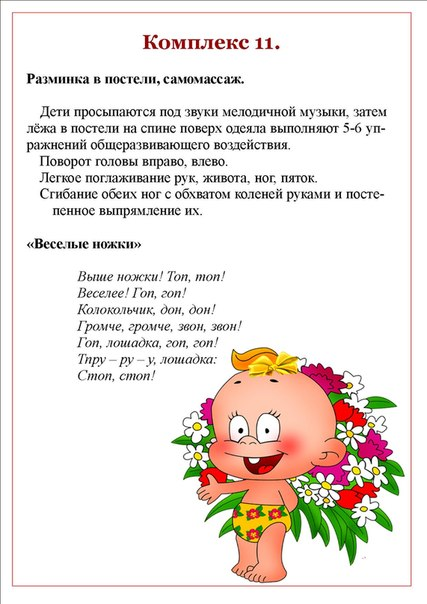 Комплекс 11.
Разминка в постели, самомассаж.
Дети просыпаются под звуки мелодичной музыки, затем
лёжа в постели на спине поверх одеяла выполняют 5-6 уп-
ражнений общеразвивающего воздействия.
Поворот головы вправо, влево.
Легкое поглаживание рук, живота, ног, пяток.
Сгибание обеих ног с обхватом коленей руками и посте-
пенное выпрямление их.
«Веселые ножки»
Выше ножки! Топ, топ!
Веселее! Гоп, гоп!
Колокольчик, дон, дон!
Громче, громче, звон, звон!
Гоп, лошадка, гоп, гоп!
Тпру – ру – у, лошадка:
Стоп, стоп!